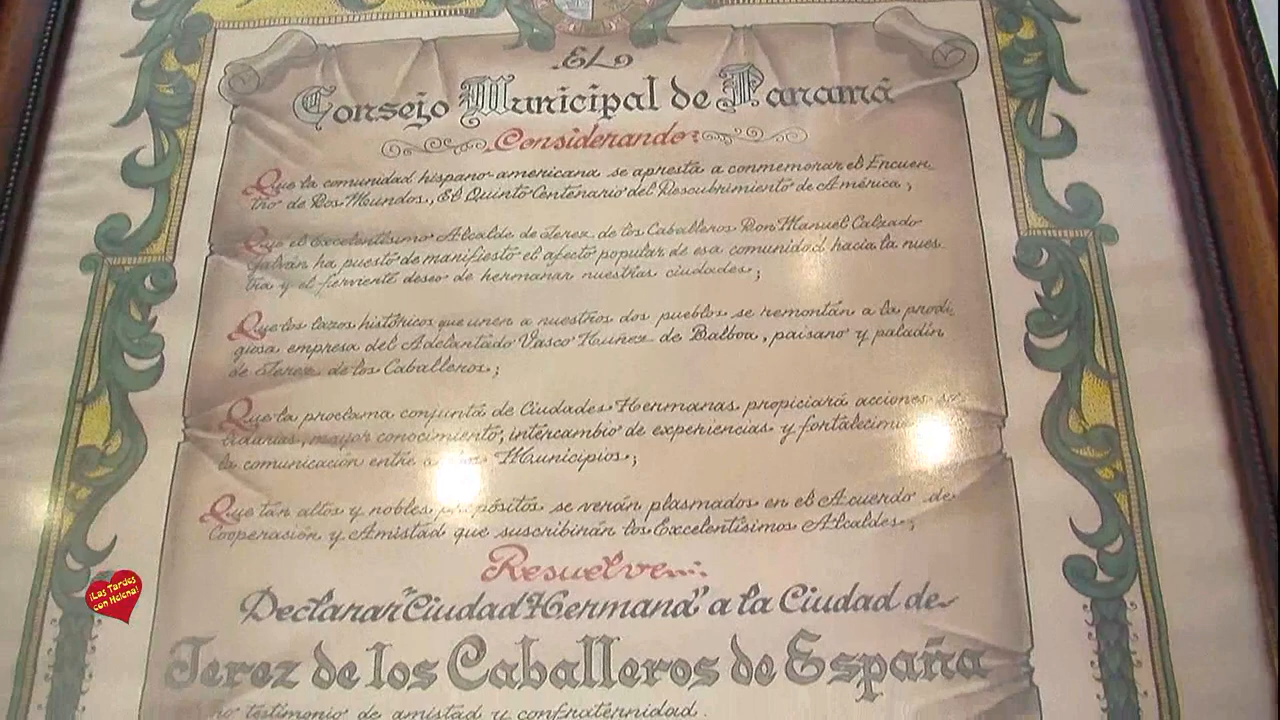 EL
Consejo Municipal de Panamá
Considerando:
Que la comunidad hispano-americana se apresta a conmemorar el Encuen-
tro de Dos Mundos, El Quinto Centenario del Descubrimiento de América;
Que el Excelentísimo Alcalde de Jerez de los Caballeros Don Manuel Calzado
Galván ha puesto de manifiesto el afecto popular de esa comunidad hacia la nues-
tra y el ferviente deseo de hermanar nuestras ciudades;
Que los lazos históricos que unen a nuestros dos pueblos se remontán a la prodi-
giosa empresa del Adelantado Vasco Nuñez de Balboa, paisano y paladín
de Jerez de los Caballeros;
Que la proclama conjunta de Ciudades Hermanas propiciará acciones
mayor conocimiento, intercambio de experiencias y
la comunicación entre Municipios;
Que tan altos y nobles propósitos se verán plasmados en el Acuerdo de
Cooperasión y Amistad que suscribirán los Excelentísimos Alcaldes;
Resuelve:
Declarar "Ciudad Hermana" a la Ciudad de
Jerez de los Caballeros de España
testimonio de amistad y confraternidad.
¡Las Tardes
con Helena!